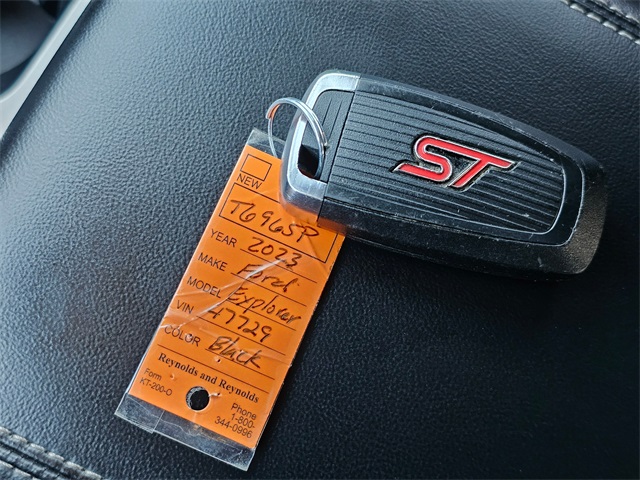 ST
NEW
T6965P
YEAR 2023
MAKE Ford
MODEL Explorer
VIN 47729
COLOR Black
Reynolds and Reynolds
Form
KT-200-O
Phone
1-800-
344-0996